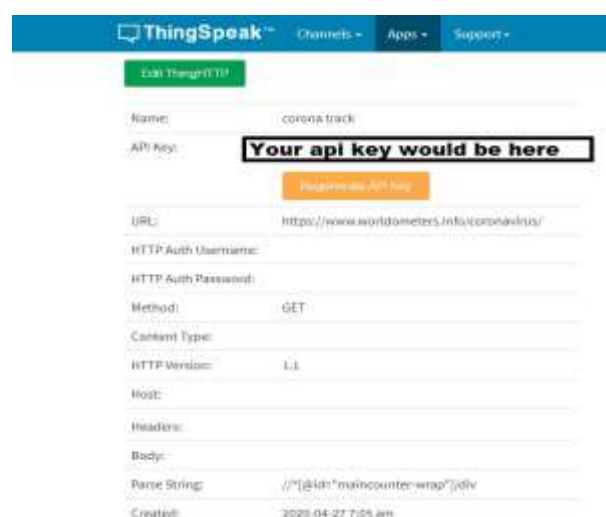 ThingSpeak™ Channels Apps Support
Edit ThingHTTP
Name: corona track
API Key: Your api key would be here
Regenerate API Key
URL: https://www.worldometers.info/coronavirus/
HTTP Auth Username:
HTTP Auth Password:
Method: GET
Content Type:
HTTP Version: 1.1
Host:
Headers:
Body:
Parse String: //*[@id="maincounter-wrap"]/div
Created: 2020-04-27 7:05 am